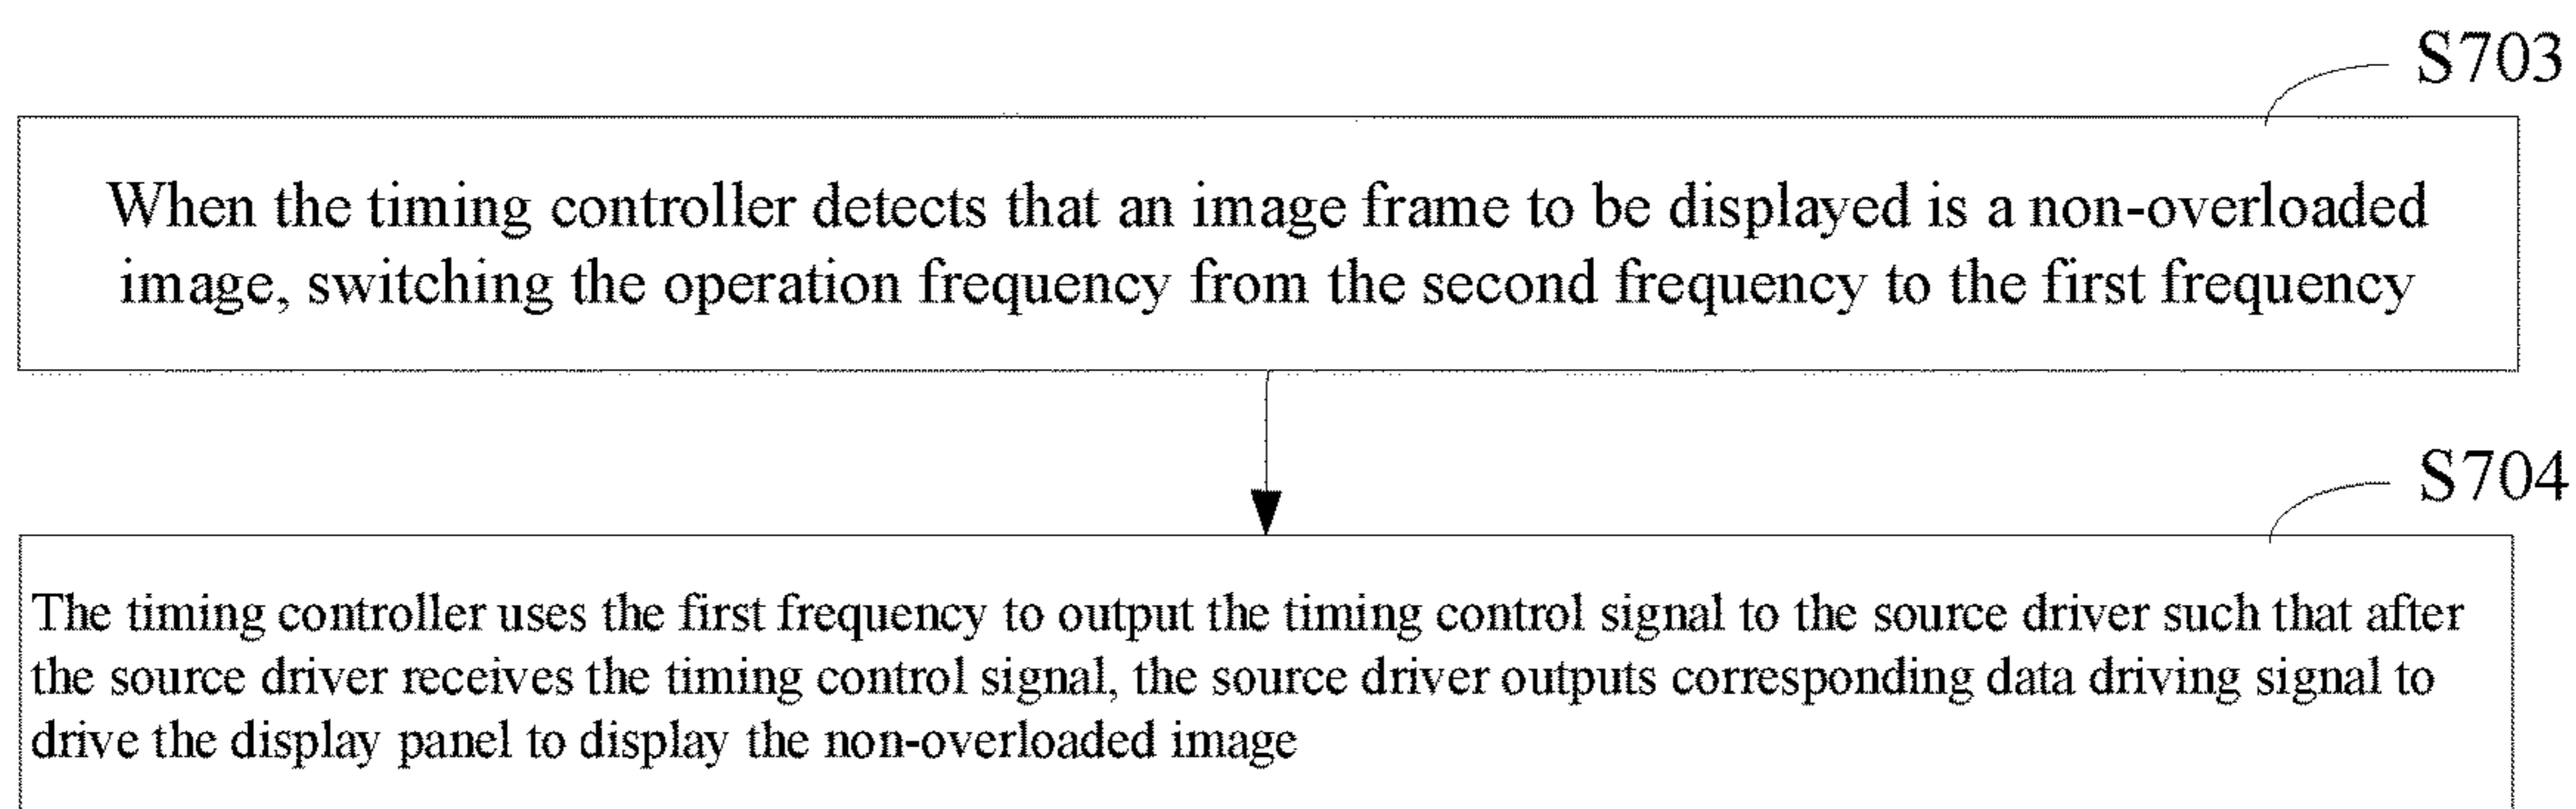 S703
When the timing controller detects that an image frame to be displayed is a non-overloaded
image, switching the operation frequency from the second frequency to the first frequency
S704
The timing controller uses the first frequency to output the timing control signal to the source driver such that after
the source driver receives the timing control signal, the source driver outputs corresponding data driving signal to
drive the display panel to display the non-overloaded image